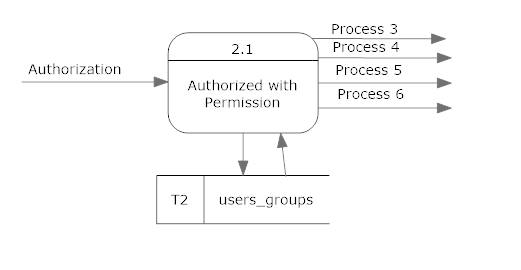 Process 3
2.1
Process 4
Authorization
Process 5
Authorized with
Permission
Process 6
T2
users_groups